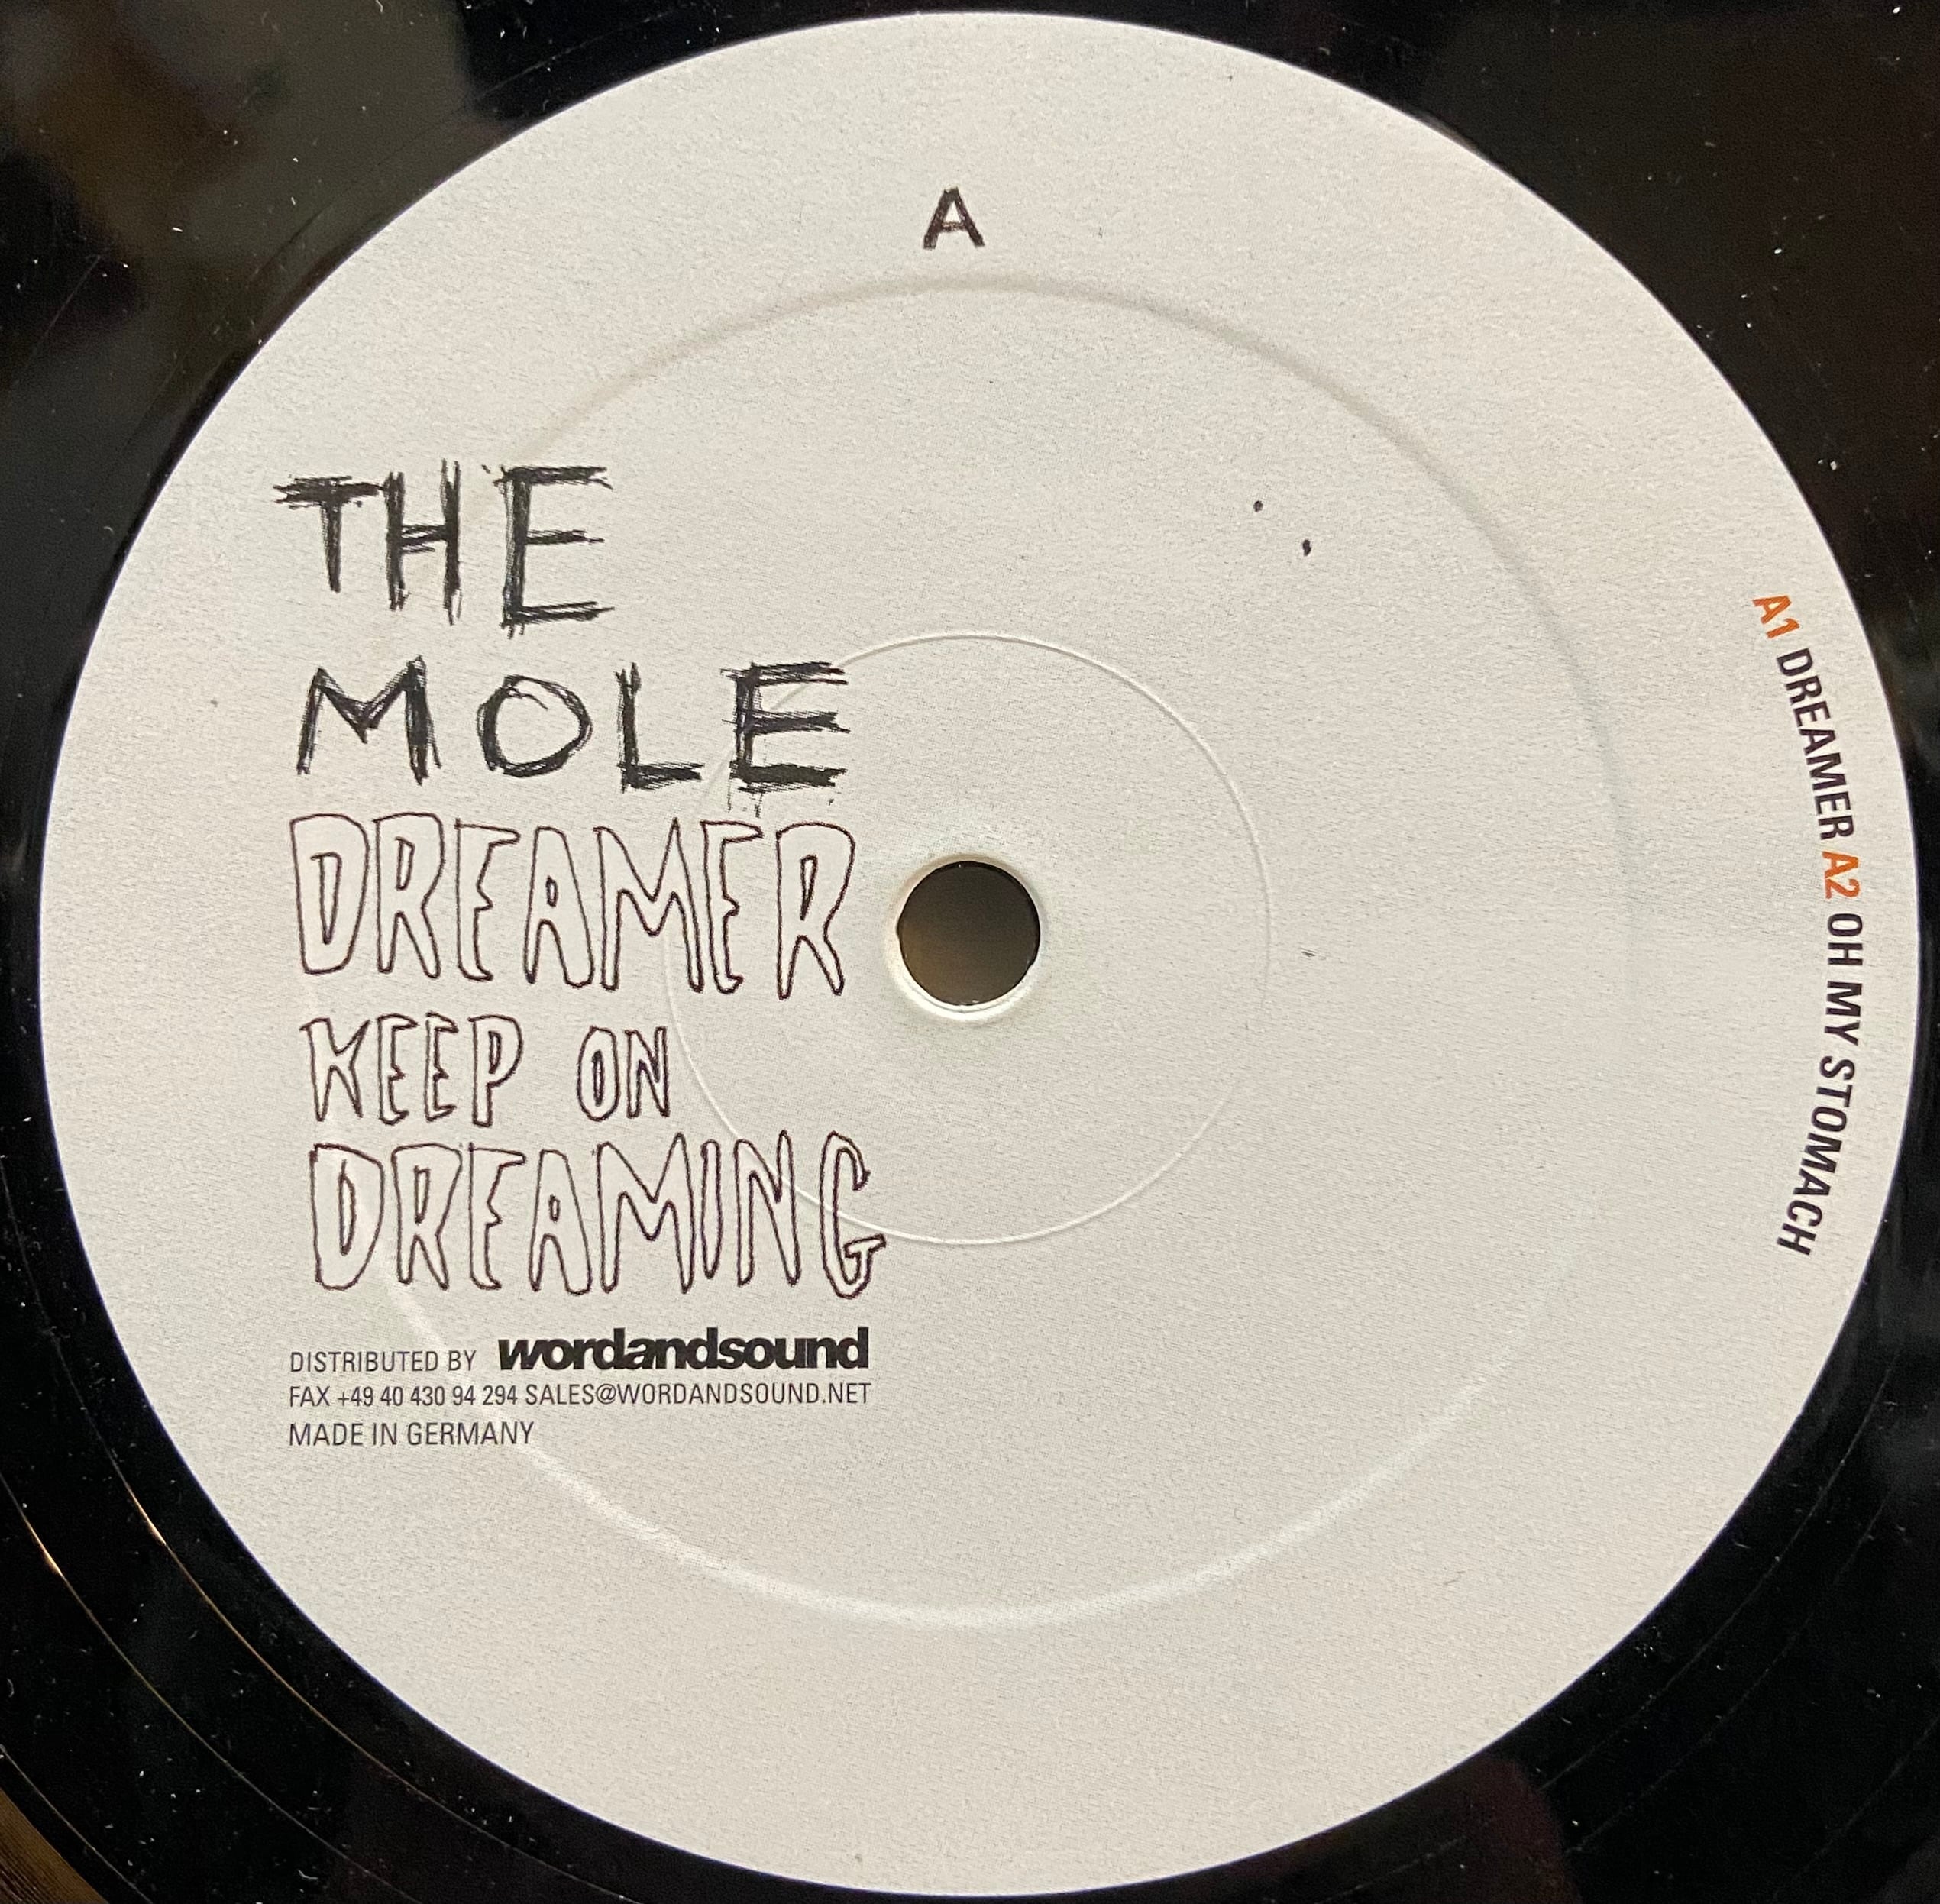 A
THE
MOLE
DREAMER
KEEP ON
DREAMING
DISTRIBUTED BY wordandsound
FAX +49 40 430 94 294 SALES@WORDANDSOUND.NET
MADE IN GERMANY
A1 DREAMER A2 OH MY STOMACH